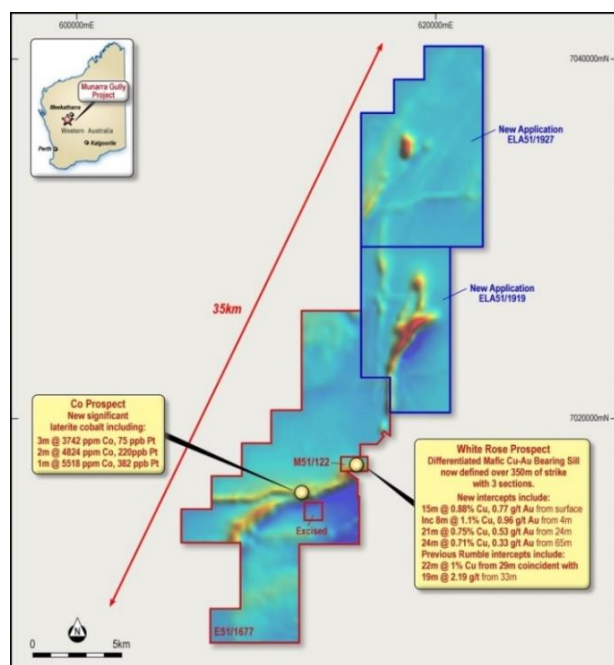 600000mE
620000mE
7040000mN
Munarra Gully
Project
Meekatharra
Western Australia
Perth
Kalgoorlie
New Application
ELA51/1927
New Application
ELA51/1919
35km
Co Prospect
New significant
laterite cobalt including:
3m @ 3742 ppm Co, 75 ppb Pt
2m @ 4824 ppm Co, 220ppb Pt
1m @ 5518 ppm Co, 382 ppb Pt
7020000mN
M51/122
White Rose Prospect
Differentiated Mafic Cu-Au Bearing Sill
now defined over 350m of strike
with 3 sections.
New intercepts include:
15m @ 0.88% Cu, 0.77 g/t Au from surface
Inc 8m @ 1.1% Cu, 0.96 g/t Au from 4m
21m @ 0.75% Cu, 0.53 g/t Au from 24m
24m @ 0.71% Cu, 0.33 g/t Au from 65m
Previous Rumble intercepts include:
22m @ 1% Cu from 29m coincident with
19m @ 2.19 g/t from 33m
Excised
E51/1677
N
0
5km